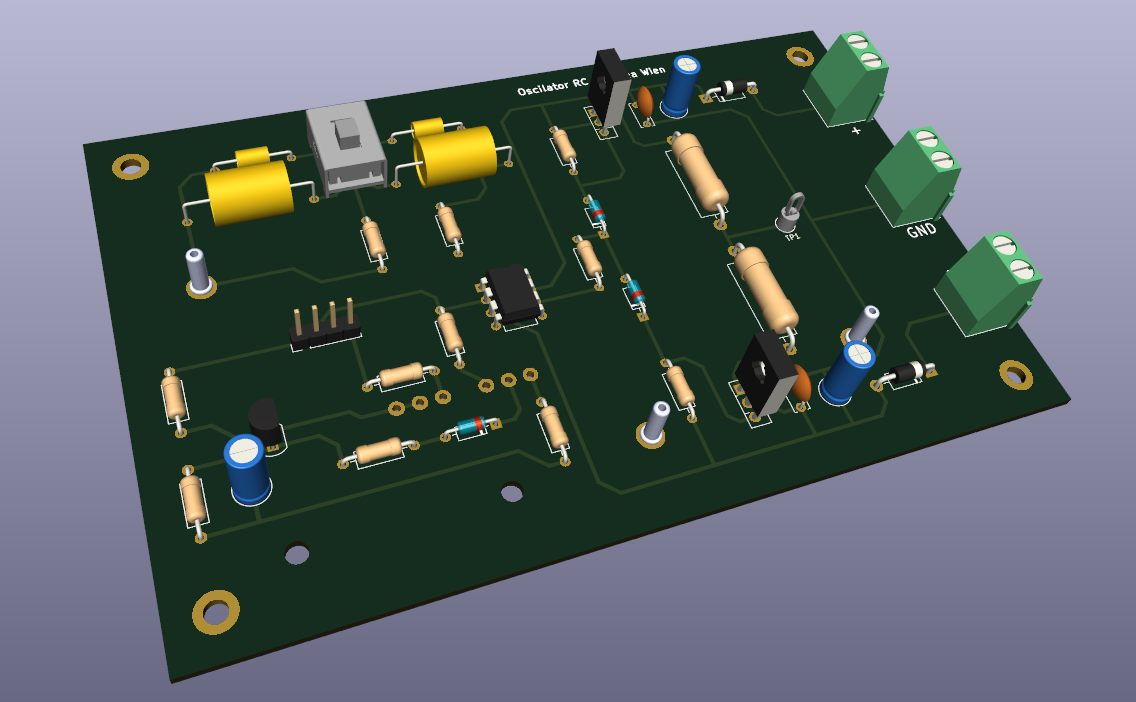 Oscilator RC Wien
+
GND
TP1